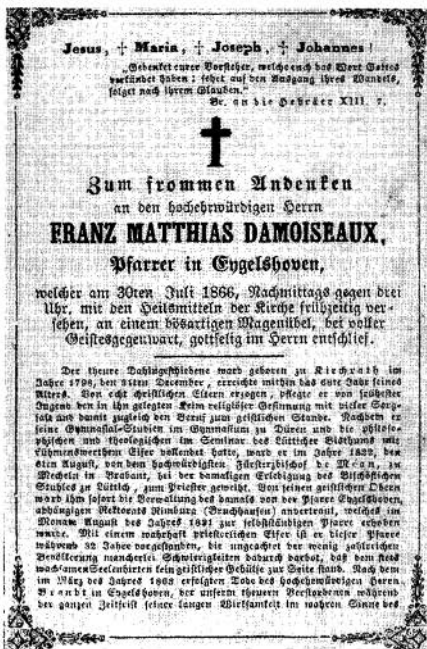 Jesus, † Maria, † Joseph, † Johannes!
„Gedenket eurer Vorsteher, welche euch das Wort Gottes
verkündet haben; sehet auf den Ausgang ihres Wandels,
folget nach ihrem Glauben.“
Br. an die Hebräer XIII. 7.
Zum frommen Andenken
an den hochehrwürdigen Herrn
FRANZ MATTHIAS DAMOISEAUX,
Pfarrer in Eygelshoven,
welcher am 30ten Juli 1866, Nachmittags gegen drei
Uhr, mit den Heilsmitteln der Kirche frühzeitig ver-
sehen, an einem bösartigen Magenübel, bei voller
Geistesgegenwart, gottselig im Herrn entschlief.
Der theure Dahingeschiedene ward geboren zu Kirchrath im
Jahre 1798, den 31ten December, erreichte mithin das 68te Jahr seines
Alters. Von echt christlichen Eltern erzogen, pflegte er von frühester
Jugend den in ihn gelegten Keim religiöser Gesinnung mit vieler Sorg-
falt und damit zugleich den Beruf zum geistlichen Stande. Nachdem er
seine Gymnasial-Studien im Gymnasium zu Düren und die philoso-
phischen und theologischen im Seminar des Lütticher Bisthums mit
rühmenswerthem Eifer vollendet hatte, ward er im Jahre 1822, den
6ten August, von dem hochwürdigsten Fürsterzbischof de Méan, zu
Mecheln in Brabant, bei der damaligen Erledigung des Bischöflichen
Stuhles zu Lüttich, zum Priester geweiht. Von seinen geistlichen Obern
ward ihm sofort die Verwaltung des damals von der Pfarre Eygelshoven,
abhängigen Rektorats Rimburg (Bruchhausen) anvertraut, welches im
Monate August des Jahres 1831 zur selbstständigen Pfarre erhoben
wurde. Mit einem wahrhaft priesterlichen Eifer ist er dieser Pfarre
während 32 Jahre vorgestanden, die ungeachtet der wenig zahlreichen
Bevölkerung mancherlei Schwierigkeiten dadurch darbot, daß dem stets
wachsamen Seelenhirten kein geistlicher Gehülfe zur Seite stand. Nach dem
im März des Jahres 1863 erfolgten Tode des hochehrwürdigen Herrn
Brandt in Eygelshoven, der unserm theuern Verstorbenen während
der ganzen Zeitfrist seiner langen Wirksamkeit im wahren Sinne des